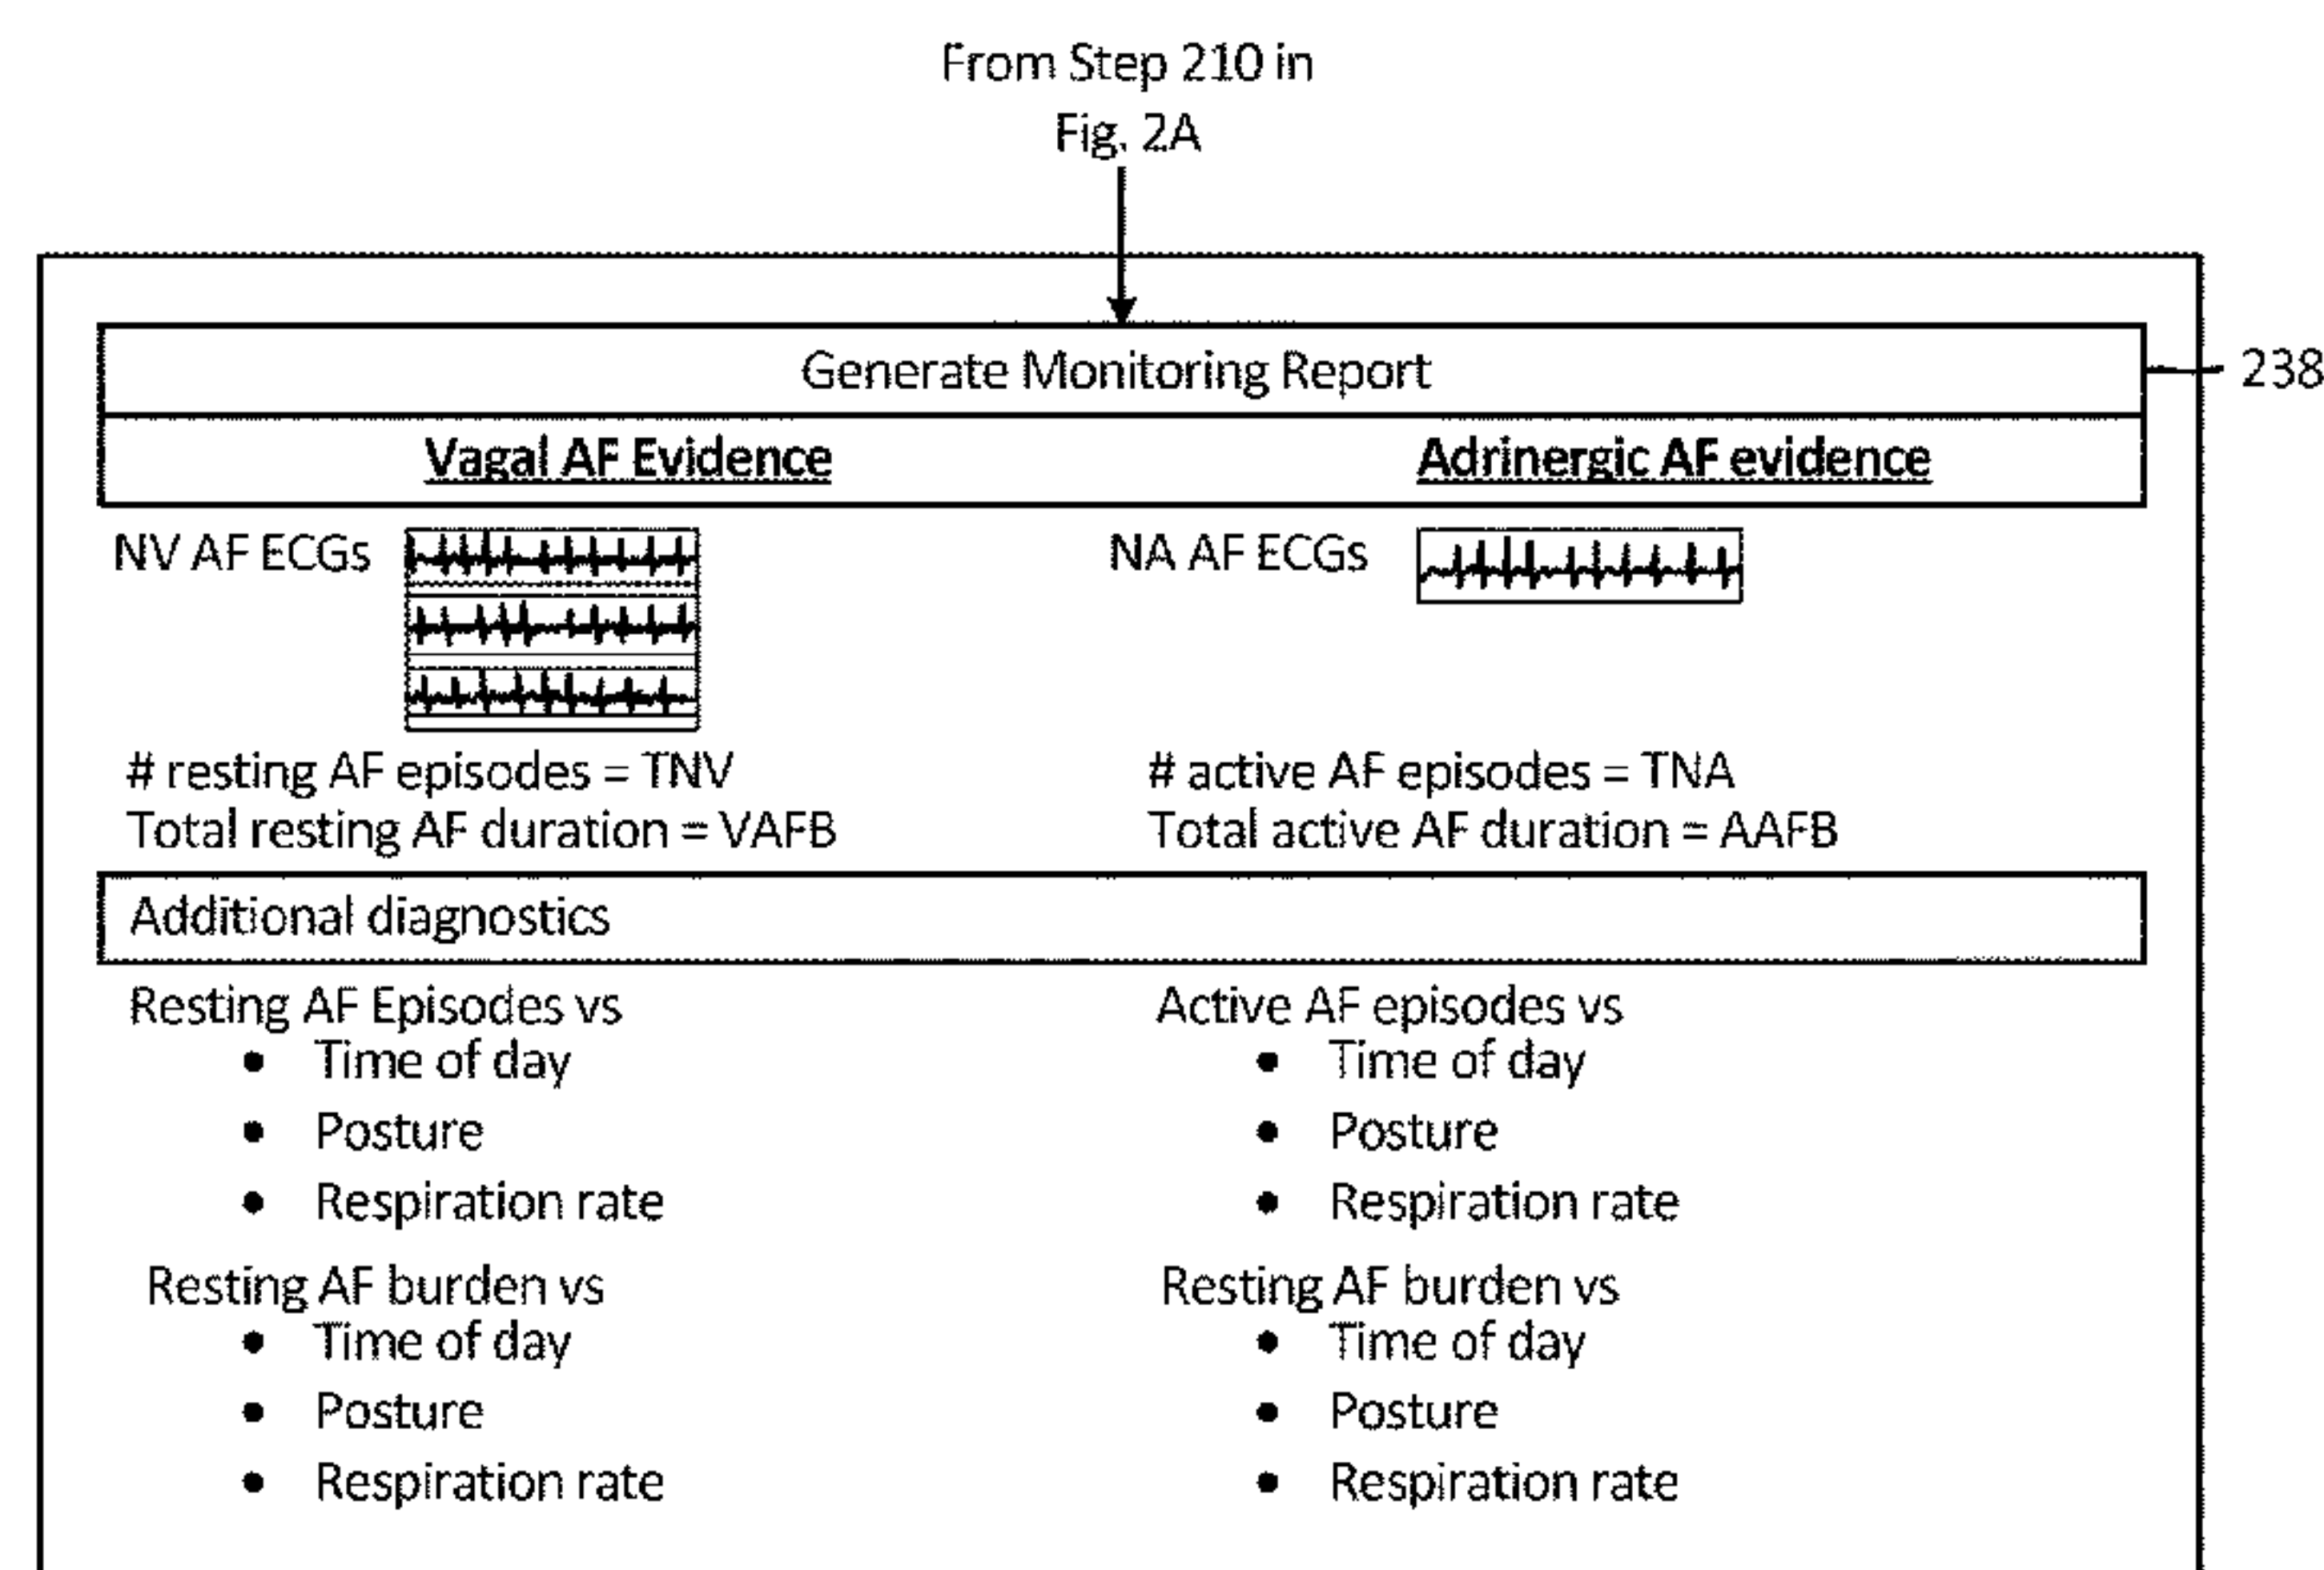 From Step 210 in
Fig. 2A
Generate Monitoring Report
238
Vagal AF Evidence
Adrinergic AF evidence
NV AF ECGs
NA AF ECGs
# resting AF episodes = TNV
Total resting AF duration = VAFB
# active AF episodes = TNA
Total active AF duration = AAFB
Additional diagnostics
Resting AF Episodes vs
• Time of day
• Posture
• Respiration rate
Resting AF burden vs
• Time of day
• Posture
• Respiration rate
Active AF episodes vs
• Time of day
• Posture
• Respiration rate
Resting AF burden vs
• Time of day
• Posture
• Respiration rate